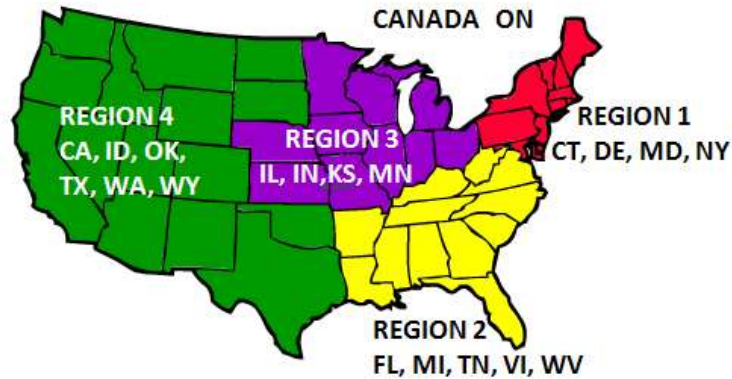 CANADA ON
REGION 4
CA, ID, OK,
TX, WA, WY
REGION 3
IL, IN,KS, MN
REGION 1
CT, DE, MD, NY
REGION 2
FL, MI, TN, VI, WV